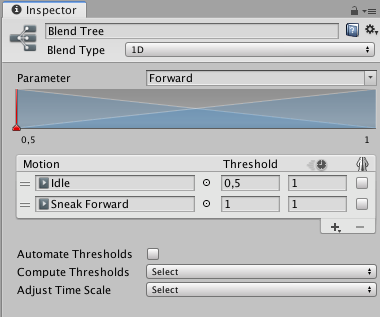 Inspector
Blend Tree
Blend Type 1D
Parameter Forward
0,5 1
Motion Threshold
Idle 0,5 1
Sneak Forward 1 1
+ −
Automate Thresholds
Compute Thresholds Select
Adjust Time Scale Select